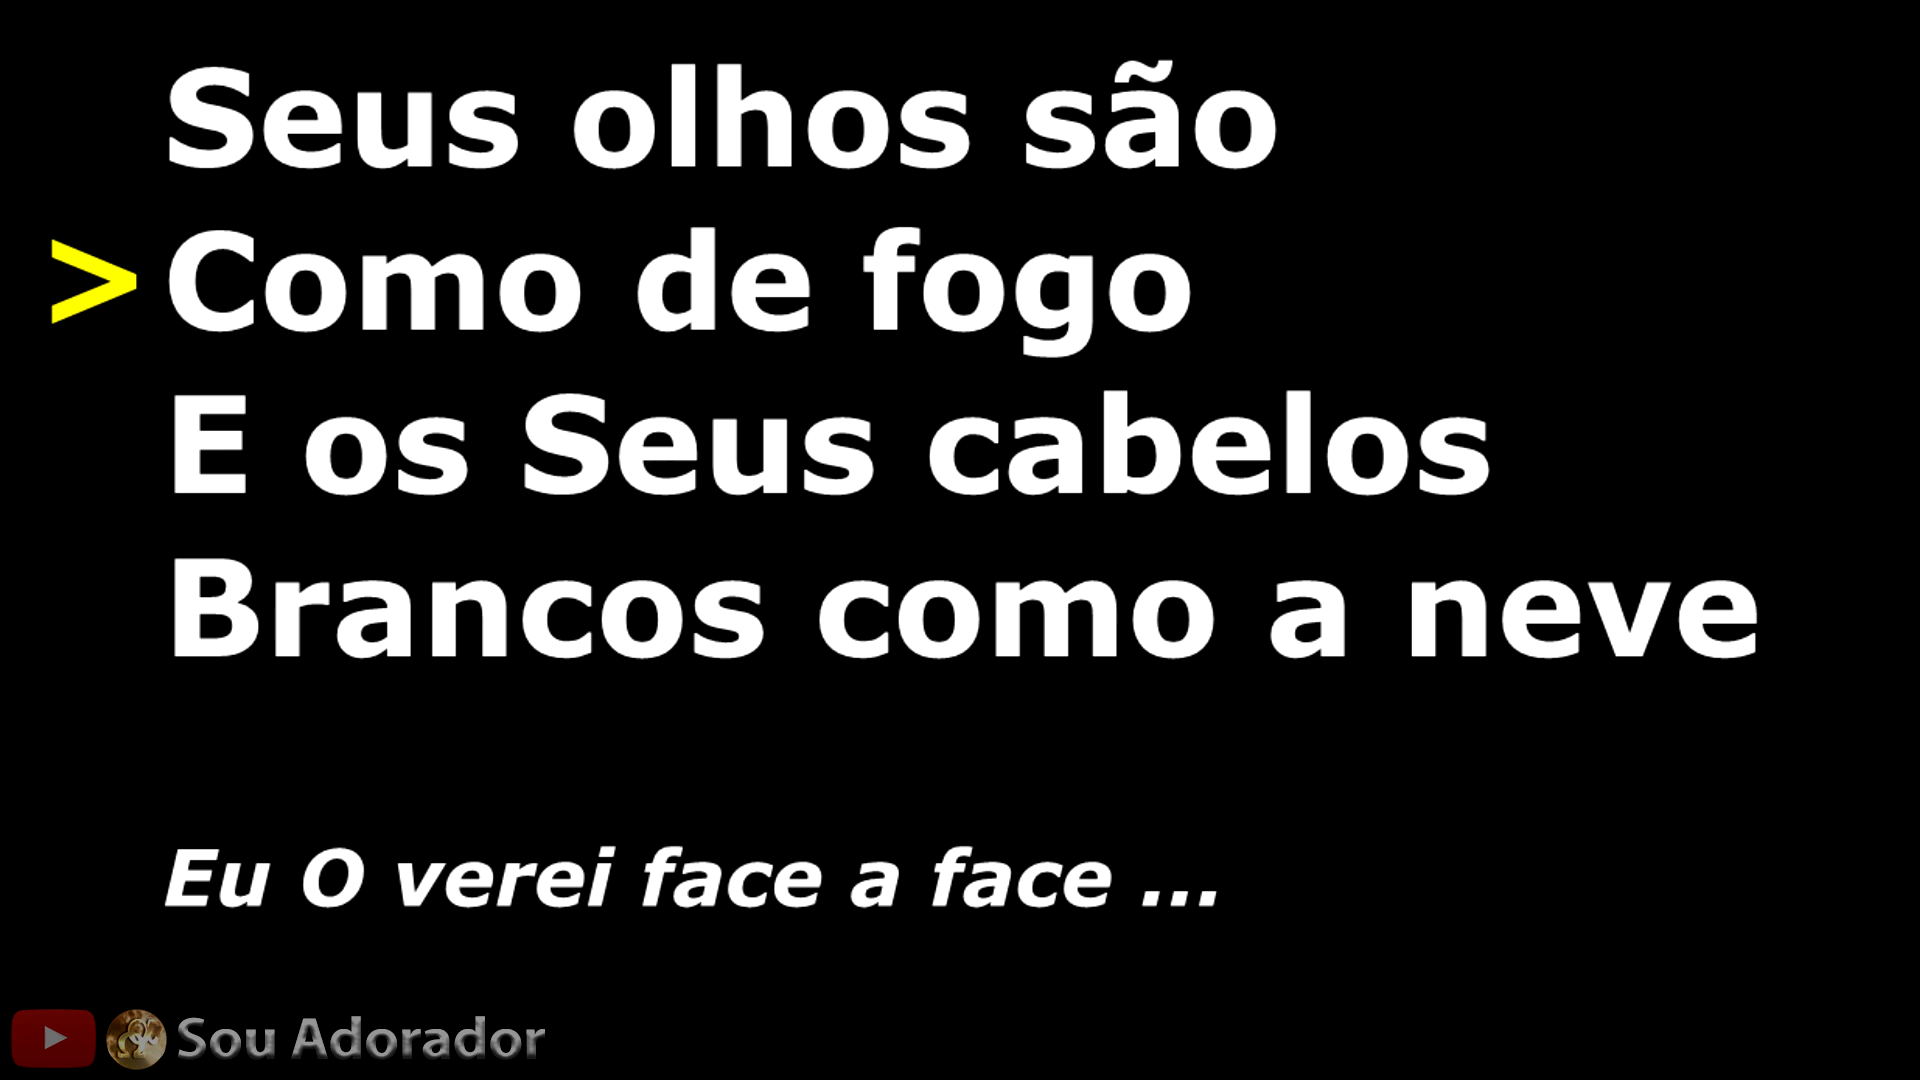 Seus olhos são
> Como de fogo
E os Seus cabelos
Brancos como a neve
Eu O verei face a face ...
Sou Adorador